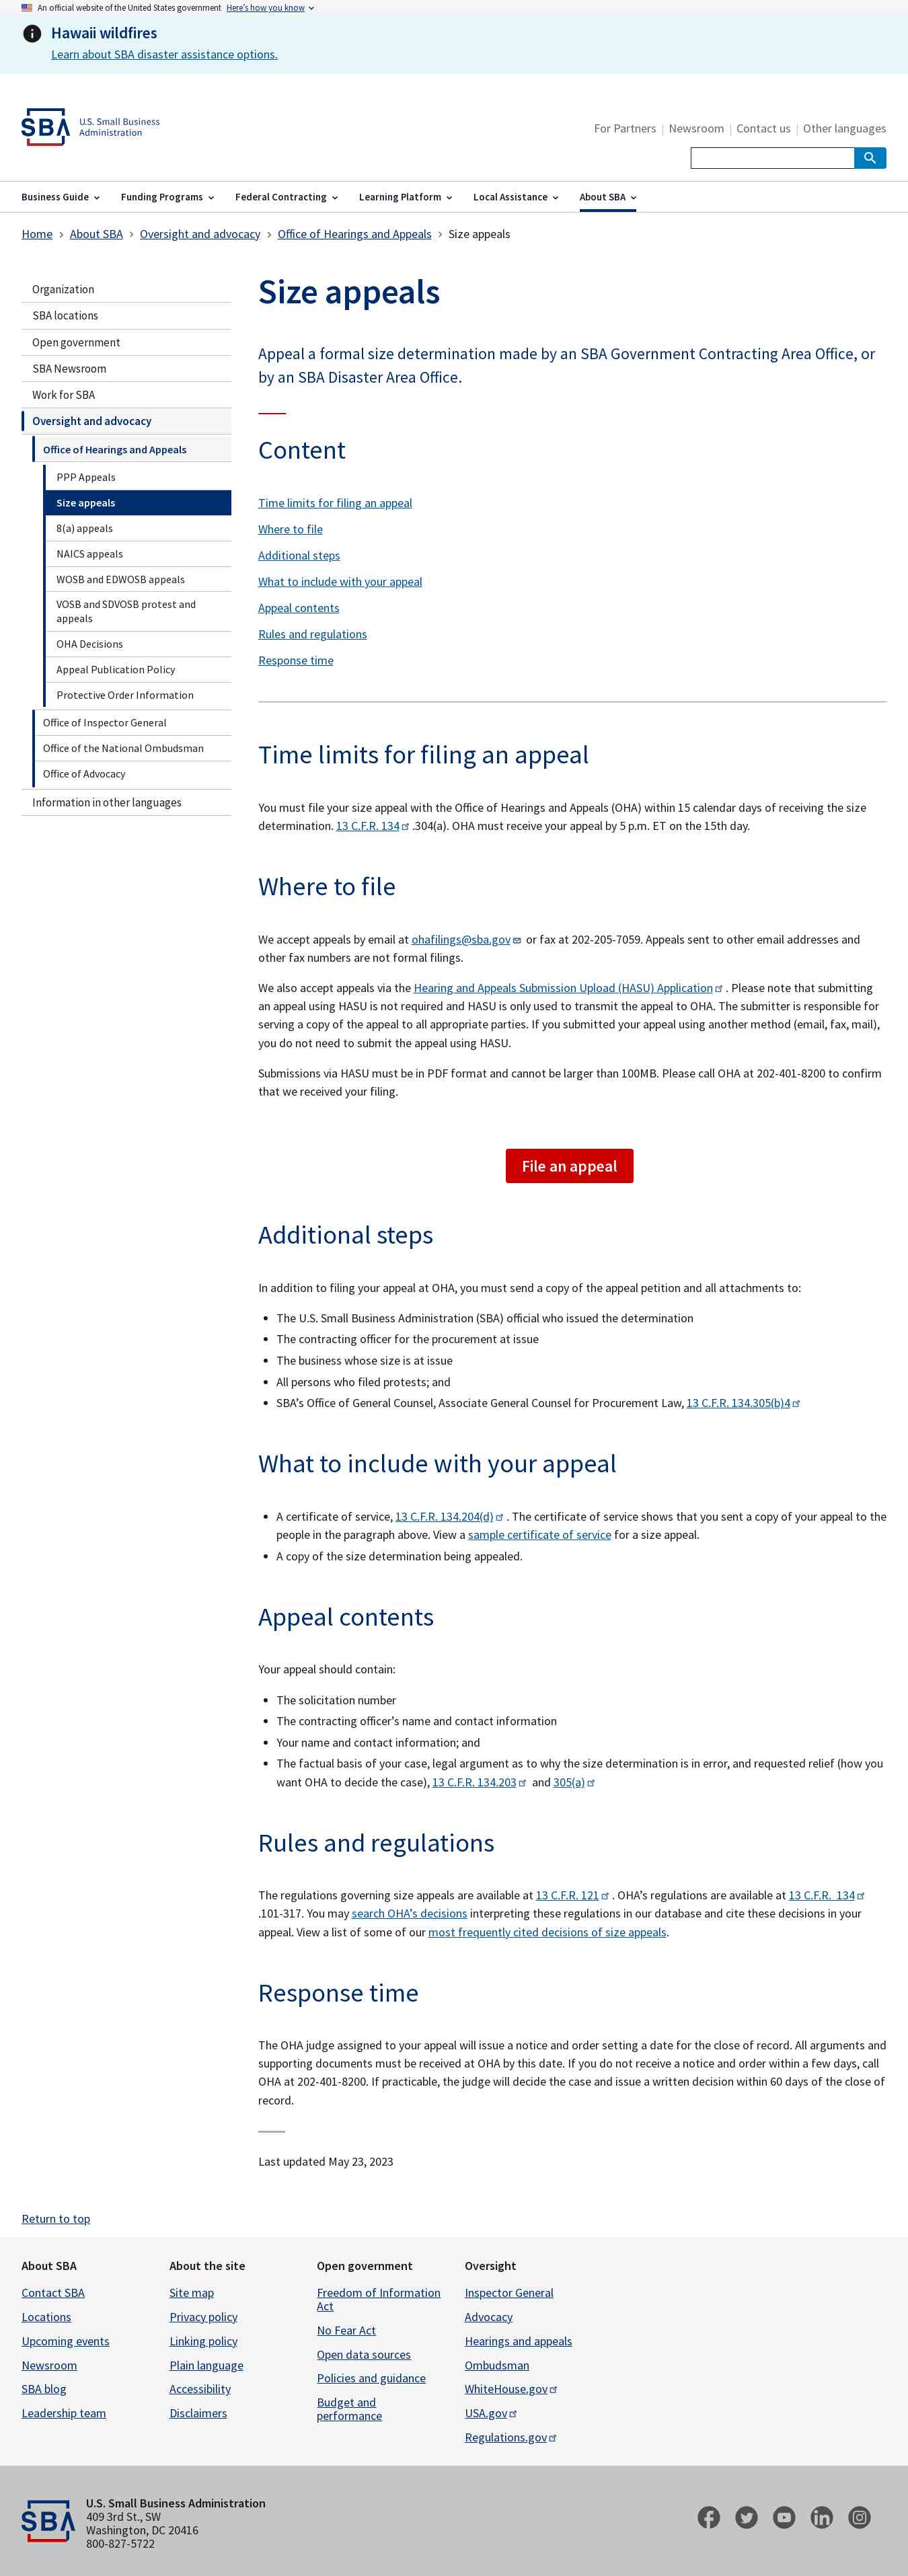 An official website of the United States government Here’s how you know
Hawaii wildfires
Learn about SBA disaster assistance options.
SBA
U.S. Small Business
Administration
For Partners | Newsroom | Contact us | Other languages
Business Guide Funding Programs Federal Contracting Learning Platform Local Assistance About SBA
Home > About SBA > Oversight and advocacy > Office of Hearings and Appeals > Size appeals
Organization
SBA locations
Open government
SBA Newsroom
Work for SBA
Oversight and advocacy
Office of Hearings and Appeals
PPP Appeals
Size appeals
8(a) appeals
NAICS appeals
WOSB and EDWOSB appeals
VOSB and SDVOSB protest and
appeals
OHA Decisions
Appeal Publication Policy
Protective Order Information
Office of Inspector General
Office of the National Ombudsman
Office of Advocacy
Information in other languages
Size appeals
Appeal a formal size determination made by an SBA Government Contracting Area Office, or
by an SBA Disaster Area Office.
Content
Time limits for filing an appeal
Where to file
Additional steps
What to include with your appeal
Appeal contents
Rules and regulations
Response time
Time limits for filing an appeal
You must file your size appeal with the Office of Hearings and Appeals (OHA) within 15 calendar days of receiving the size
determination. 13 C.F.R. 134 .304(a). OHA must receive your appeal by 5 p.m. ET on the 15th day.
Where to file
We accept appeals by email at ohafilings@sba.gov or fax at 202-205-7059. Appeals sent to other email addresses and
other fax numbers are not formal filings.
We also accept appeals via the Hearing and Appeals Submission Upload (HASU) Application . Please note that submitting
an appeal using HASU is not required and HASU is only used to transmit the appeal to OHA. The submitter is responsible for
serving a copy of the appeal to all appropriate parties. If you submitted your appeal using another method (email, fax, mail),
you do not need to submit the appeal using HASU.
Submissions via HASU must be in PDF format and cannot be larger than 100MB. Please call OHA at 202-401-8200 to confirm
that we received your filing.
File an appeal
Additional steps
In addition to filing your appeal at OHA, you must send a copy of the appeal petition and all attachments to:
• The U.S. Small Business Administration (SBA) official who issued the determination
• The contracting officer for the procurement at issue
• The business whose size is at issue
• All persons who filed protests; and
• SBA’s Office of General Counsel, Associate General Counsel for Procurement Law, 13 C.F.R. 134.305(b)4
What to include with your appeal
• A certificate of service, 13 C.F.R. 134.204(d) . The certificate of service shows that you sent a copy of your appeal to the
people in the paragraph above. View a sample certificate of service for a size appeal.
• A copy of the size determination being appealed.
Appeal contents
Your appeal should contain:
• The solicitation number
• The contracting officer’s name and contact information
• Your name and contact information; and
• The factual basis of your case, legal argument as to why the size determination is in error, and requested relief (how you
want OHA to decide the case), 13 C.F.R. 134.203 and 305(a)
Rules and regulations
The regulations governing size appeals are available at 13 C.F.R. 121 . OHA’s regulations are available at 13 C.F.R. 134
.101-317. You may search OHA’s decisions interpreting these regulations in our database and cite these decisions in your
appeal. View a list of some of our most frequently cited decisions of size appeals.
Response time
The OHA judge assigned to your appeal will issue a notice and order setting a date for the close of record. All arguments and
supporting documents must be received at OHA by this date. If you do not receive a notice and order within a few days, call
OHA at 202-401-8200. If practicable, the judge will decide the case and issue a written decision within 60 days of the close of
record.
Last updated May 23, 2023
Return to top
About SBA
Contact SBA
Locations
Upcoming events
Newsroom
SBA blog
Leadership team
About the site
Site map
Privacy policy
Linking policy
Plain language
Accessibility
Disclaimers
Open government
Freedom of Information
Act
No Fear Act
Open data sources
Policies and guidance
Budget and
performance
Oversight
Inspector General
Advocacy
Hearings and appeals
Ombudsman
WhiteHouse.gov
USA.gov
Regulations.gov
SBA
U.S. Small Business Administration
409 3rd St., SW
Washington, DC 20416
800-827-5722